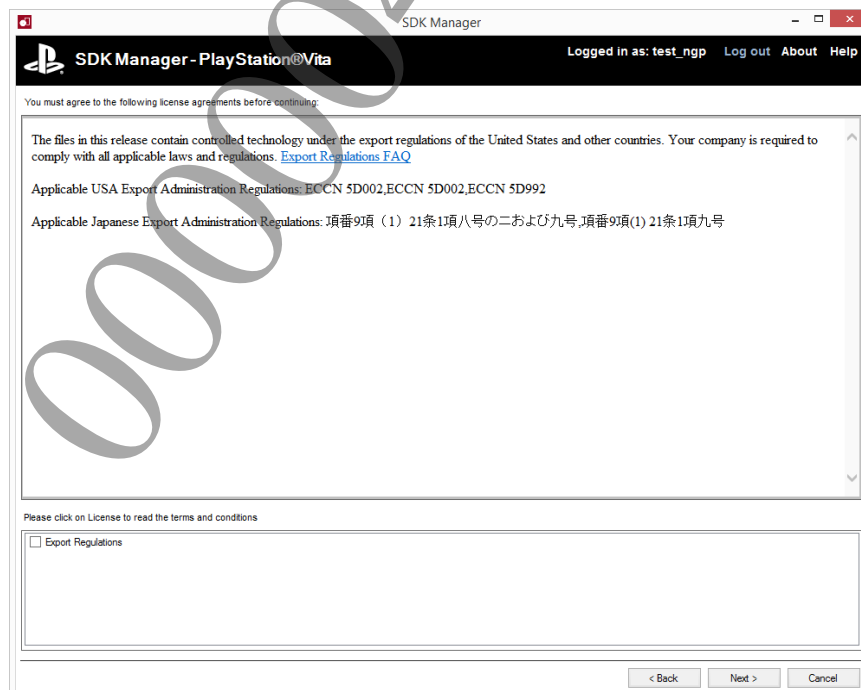 SDK Manager
SDK Manager - PlayStation®Vita
Logged in as: test_ngp Log out About Help
You must agree to the following license agreements before continuing:
The files in this release contain controlled technology under the export regulations of the United States and other countries. Your company is required to
comply with all applicable laws and regulations. Export Regulations FAQ
Applicable USA Export Administration Regulations: ECCN 5D002,ECCN 5D002,ECCN 5D992
Applicable Japanese Export Administration Regulations: 項番9項（1）21条1項八号のニおよび九号,項番9項(1) 21条1項九号
Please click on License to read the terms and conditions
Export Regulations
< Back Next > Cancel